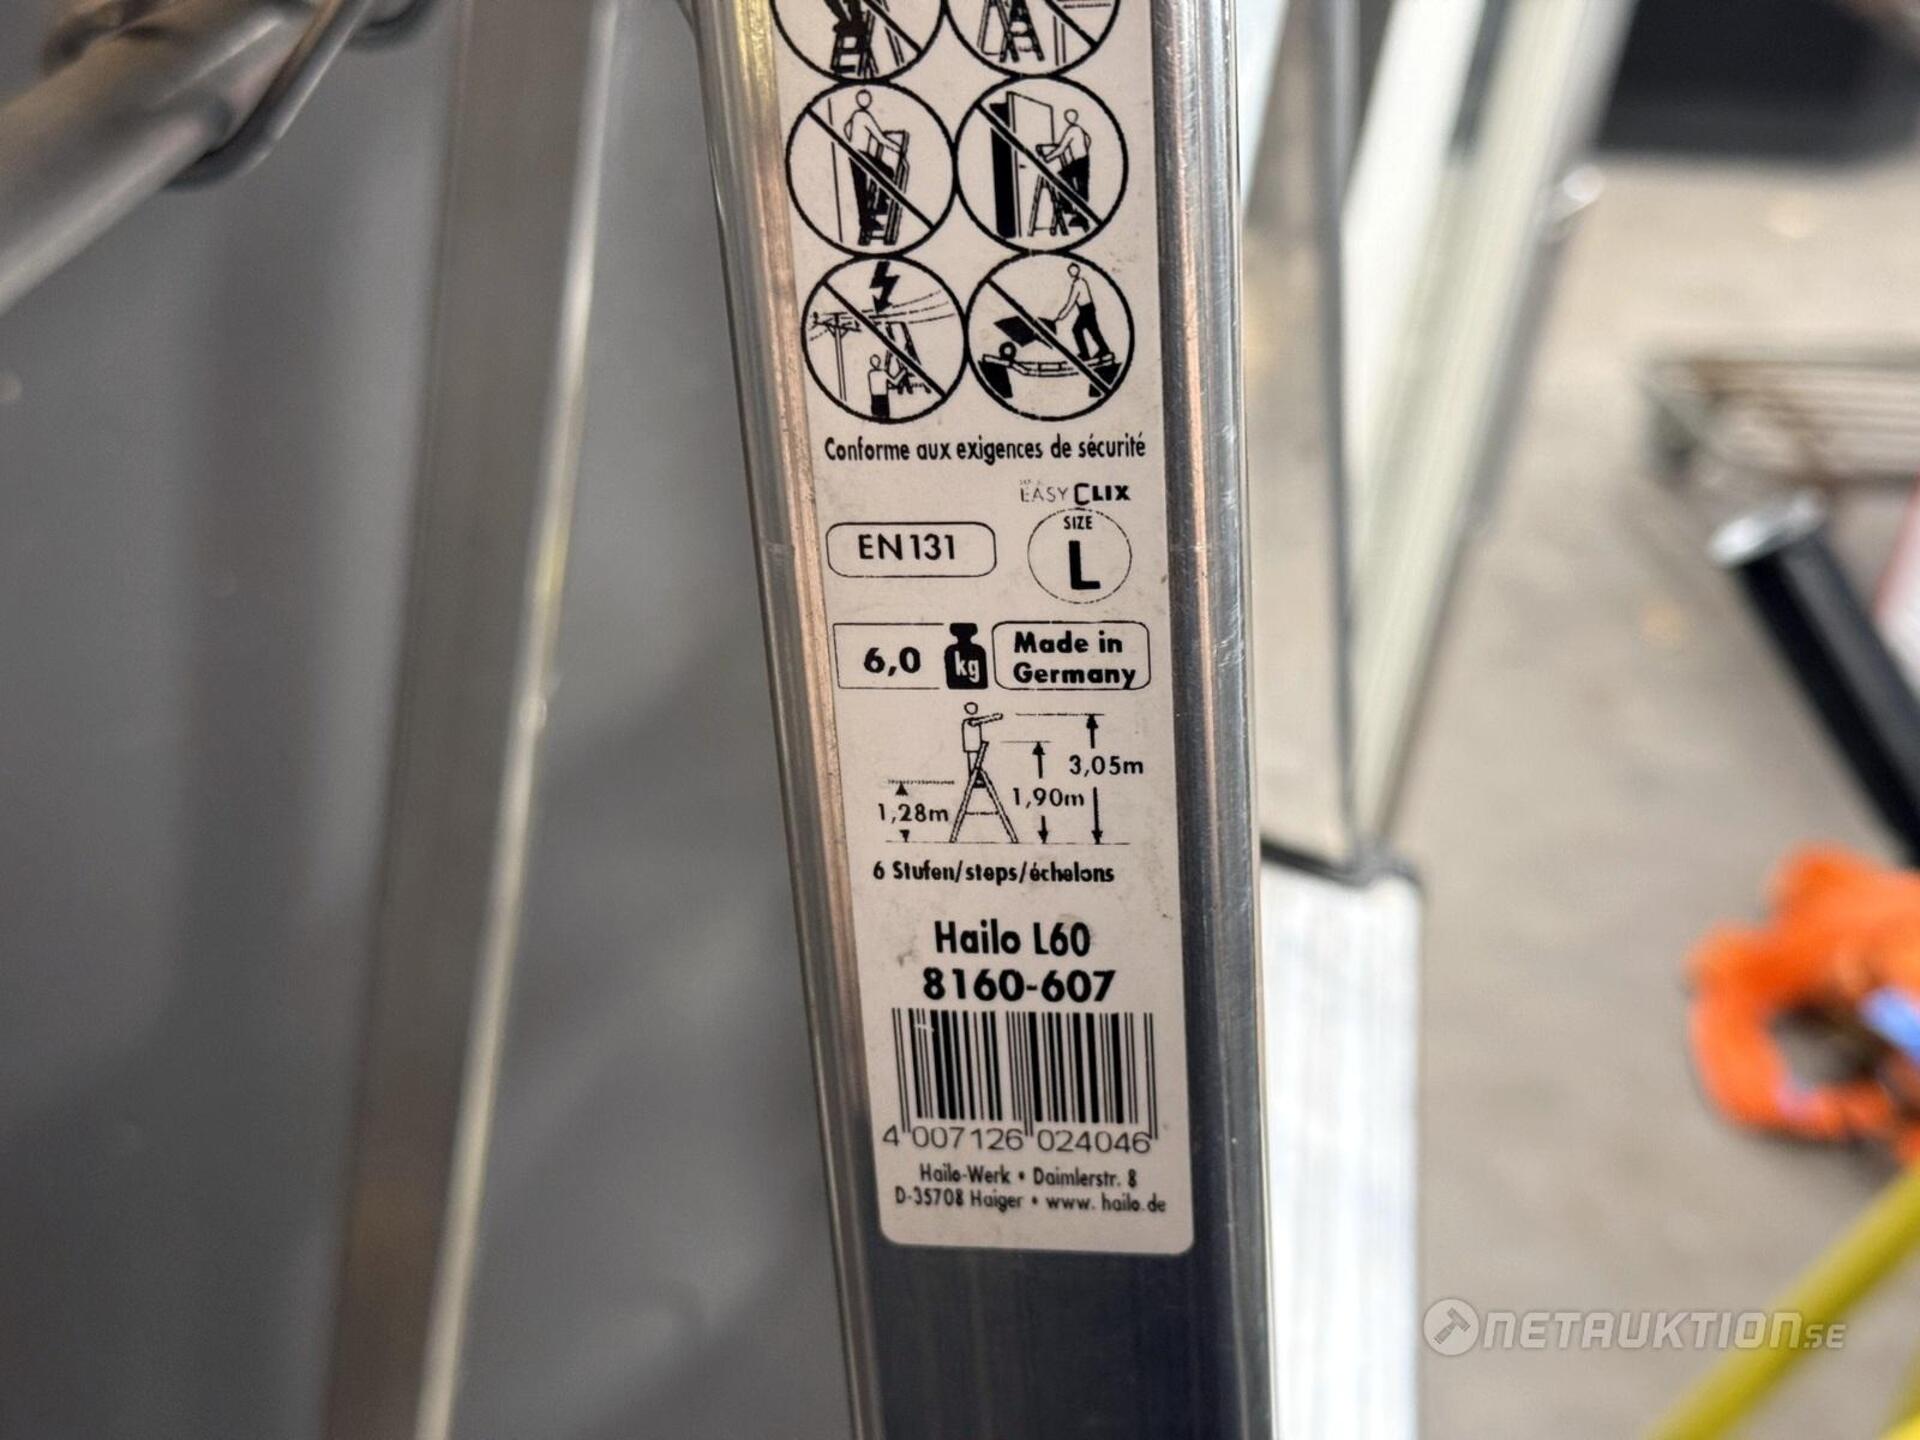 Conforme aux exigences de sécurité
EASY CLIX
EN 131
SIZE
L
6,0 kg
Made in
Germany
3,05m
1,90m
1,28m
6 Stufen/steps/échelons
Hailo L60
8160-607
4 007126 024046
Hailo-Werk • Daimlerstr. 8
D-35708 Haiger • www. hailo.de
NETAUKTION.SE